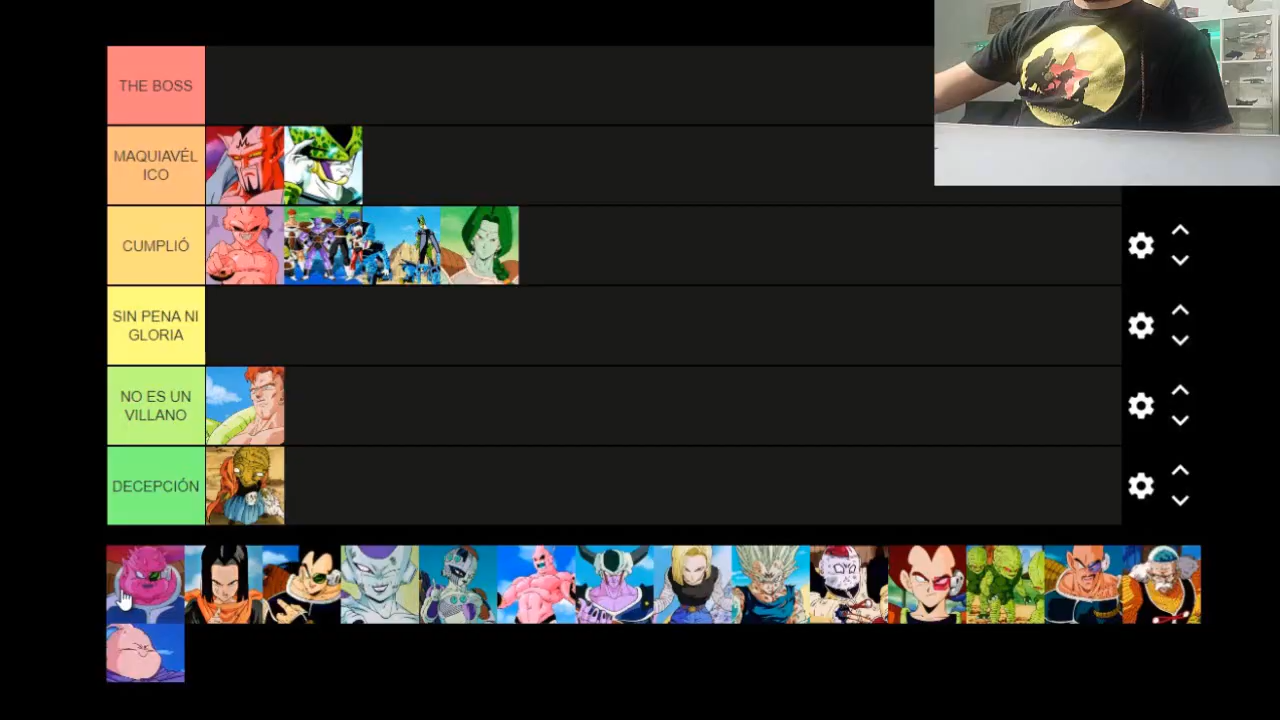 THE BOSS
MAQUIAVÉL
ICO
CUMPLIÓ
SIN PENA NI
GLORIA
NO ES UN
VILLANO
DECEPCIÓN